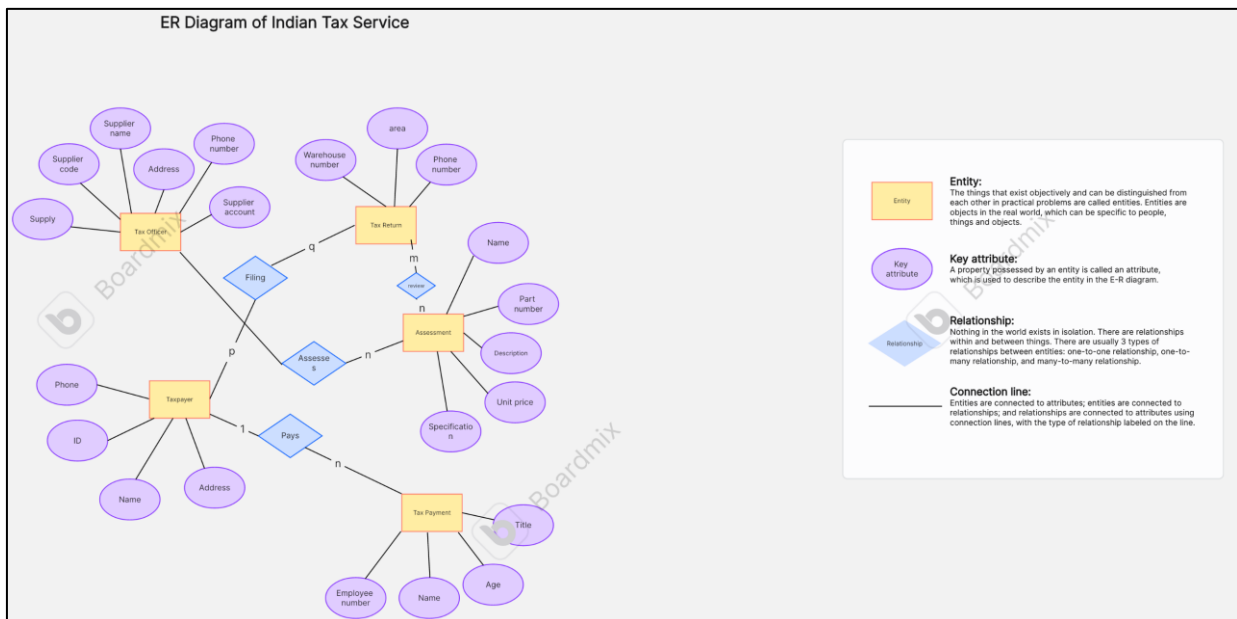 ER Diagram of Indian Tax Service
Supplier
name
Phone
number
Supplier
code
Address
Supply
Supplier
account
Tax Officer
area
Warehouse
number
Phone
number
Tax Return
q
Filing
m
review
n
Name
Part
number
Assessment
Description
Unit price
Specificatio
n
Assesse
s
n
p
Phone
Taxpayer
ID
Name
Address
1
Pays
n
Tax Payment
Title
Employee
number
Name
Age
Entity
Entity:
The things that exist objectively and can be distinguished from
each other in practical problems are called entities. Entities are
objects in the real world, which can be specific to people,
things and objects.
Key
attribute
Key attribute:
A property possessed by an entity is called an attribute,
which is used to describe the entity in the E-R diagram.
Relationship
Relationship:
Nothing in the world exists in isolation. There are relationships
within and between things. There are usually 3 types of
relationships between entities: one-to-one relationship, one-to-
many relationship, and many-to-many relationship.
Connection line:
Entities are connected to attributes; entities are connected to
relationships; and relationships are connected to attributes using
connection lines, with the type of relationship labeled on the line.
Boardmix
Boardmix
Boardmix